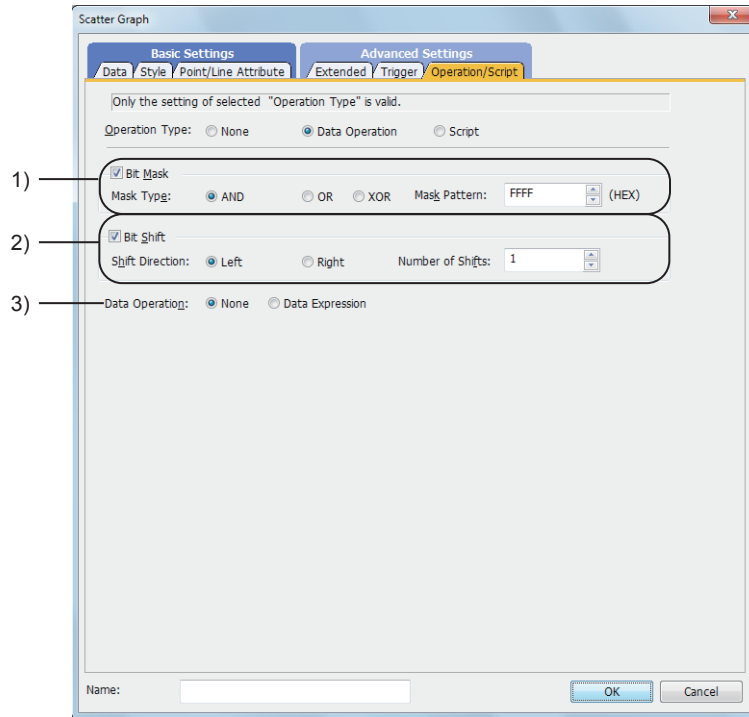 Scatter Graph
Basic Settings
Advanced Settings
Data Style Point/Line Attribute Extended Trigger Operation/Script
Only the setting of selected "Operation Type" is valid.
Operation Type: None Data Operation Script
1)
Bit Mask
Mask Type: AND OR XOR Mask Pattern: FFFF (HEX)
2)
Bit Shift
Shift Direction: Left Right Number of Shifts: 1
3)
Data Operation: None Data Expression
Name: OK Cancel